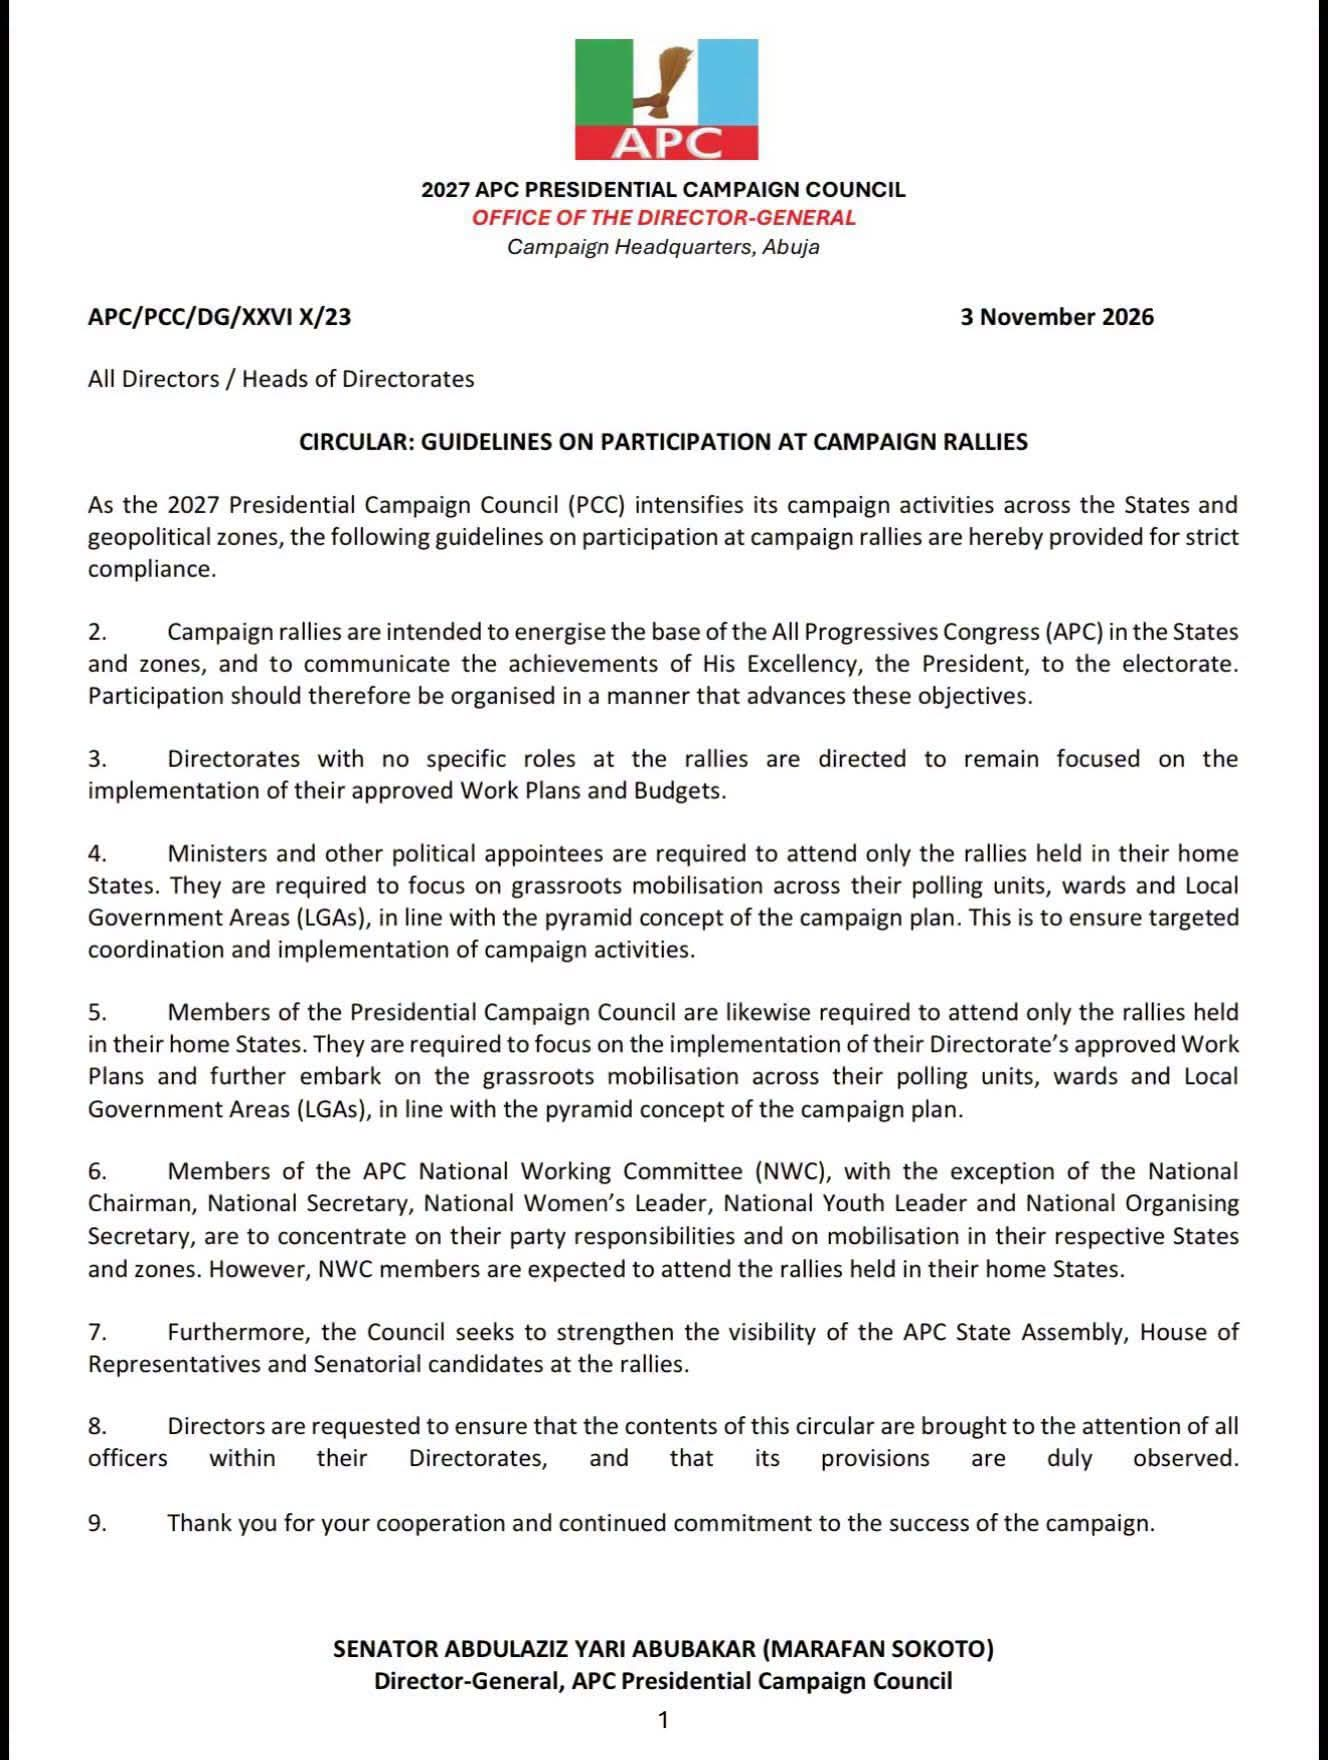 APC
2027 APC PRESIDENTIAL CAMPAIGN COUNCIL
OFFICE OF THE DIRECTOR-GENERAL
Campaign Headquarters, Abuja
APC/PCC/DG/XXVI X/23 3 November 2026
All Directors / Heads of Directorates
CIRCULAR: GUIDELINES ON PARTICIPATION AT CAMPAIGN RALLIES
As the 2027 Presidential Campaign Council (PCC) intensifies its campaign activities across the States and
geopolitical zones, the following guidelines on participation at campaign rallies are hereby provided for strict
compliance.
2. Campaign rallies are intended to energise the base of the All Progressives Congress (APC) in the States
and zones, and to communicate the achievements of His Excellency, the President, to the electorate.
Participation should therefore be organised in a manner that advances these objectives.
3. Directorates with no specific roles at the rallies are directed to remain focused on the
implementation of their approved Work Plans and Budgets.
4. Ministers and other political appointees are required to attend only the rallies held in their home
States. They are required to focus on grassroots mobilisation across their polling units, wards and Local
Government Areas (LGAs), in line with the pyramid concept of the campaign plan. This is to ensure targeted
coordination and implementation of campaign activities.
5. Members of the Presidential Campaign Council are likewise required to attend only the rallies held
in their home States. They are required to focus on the implementation of their Directorate’s approved Work
Plans and further embark on the grassroots mobilisation across their polling units, wards and Local
Government Areas (LGAs), in line with the pyramid concept of the campaign plan.
6. Members of the APC National Working Committee (NWC), with the exception of the National
Chairman, National Secretary, National Women’s Leader, National Youth Leader and National Organising
Secretary, are to concentrate on their party responsibilities and on mobilisation in their respective States
and zones. However, NWC members are expected to attend the rallies held in their home States.
7. Furthermore, the Council seeks to strengthen the visibility of the APC State Assembly, House of
Representatives and Senatorial candidates at the rallies.
8. Directors are requested to ensure that the contents of this circular are brought to the attention of all
officers within their Directorates, and that its provisions are duly observed.
9. Thank you for your cooperation and continued commitment to the success of the campaign.
SENATOR ABDULAZIZ YARI ABUBAKAR (MARAFAN SOKOTO)
Director-General, APC Presidential Campaign Council
1